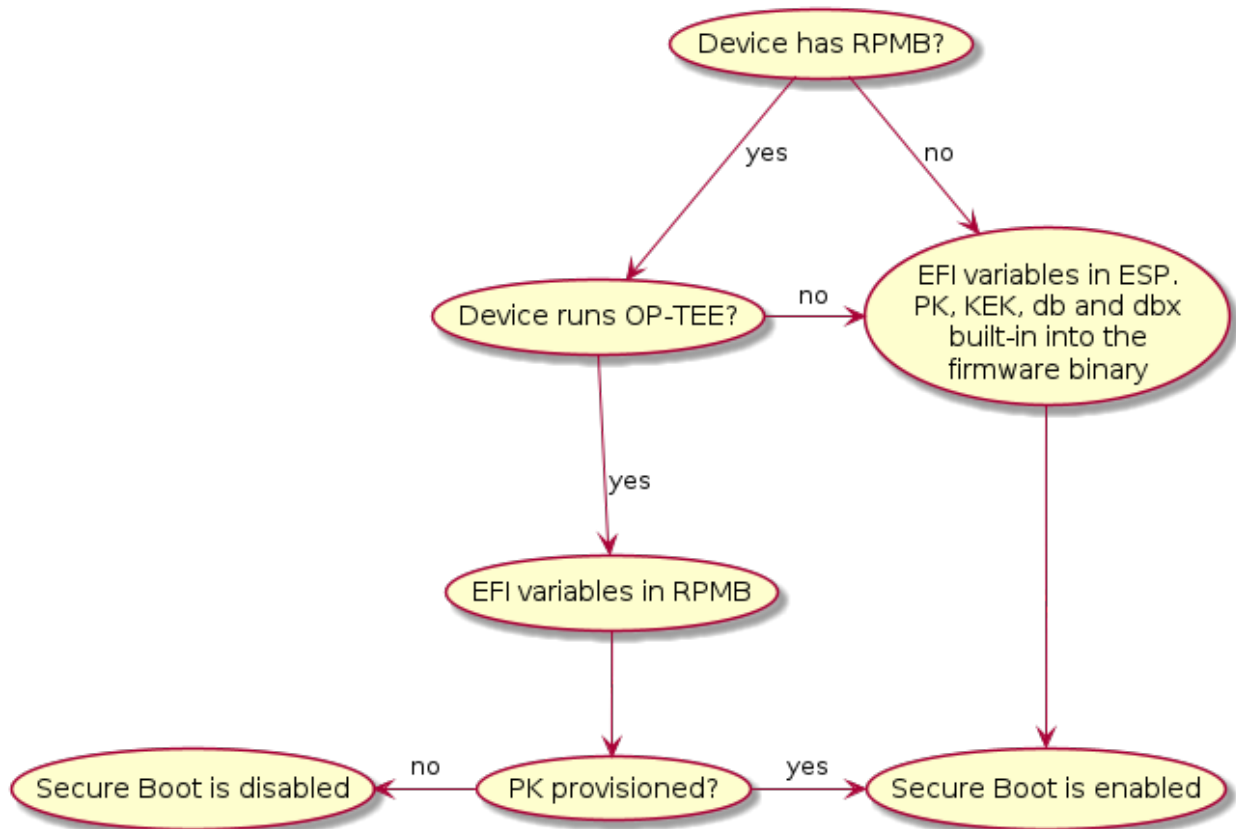 Device has RPMB?
yes
no
EFI variables in ESP.
PK, KEK, db and dbx
built-in into the
firmware binary
Device runs OP-TEE?
no
yes
EFI variables in RPMB
Secure Boot is disabled
no
PK provisioned?
yes
Secure Boot is enabled